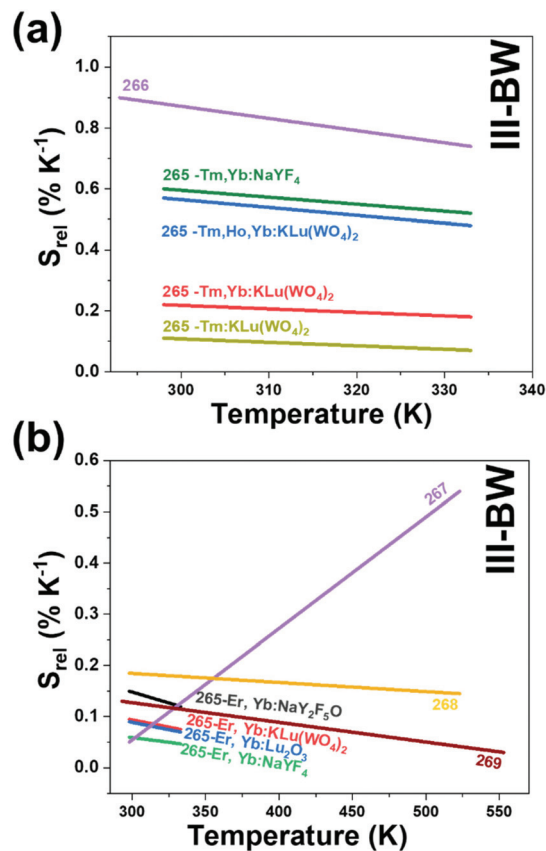 (a)
III-BW
266
265 -Tm,Yb:NaYF₄
265 -Tm,Ho,Yb:KLu(WO₄)₂
265 -Tm,Yb:KLu(WO₄)₂
265 -Tm:KLu(WO₄)₂
Srel (% K⁻¹)
1.0
0.8
0.6
0.4
0.2
0.0
300 310 320 330 340
Temperature (K)
(b)
III-BW
267
268
265-Er, Yb:NaY₂F₅O
265-Er, Yb:KLu(WO₄)₂
265-Er, Yb:Lu₂O₃
265-Er, Yb:NaYF₄
269
Srel (% K⁻¹)
0.6
0.5
0.4
0.3
0.2
0.1
0.0
300 350 400 450 500 550
Temperature (K)